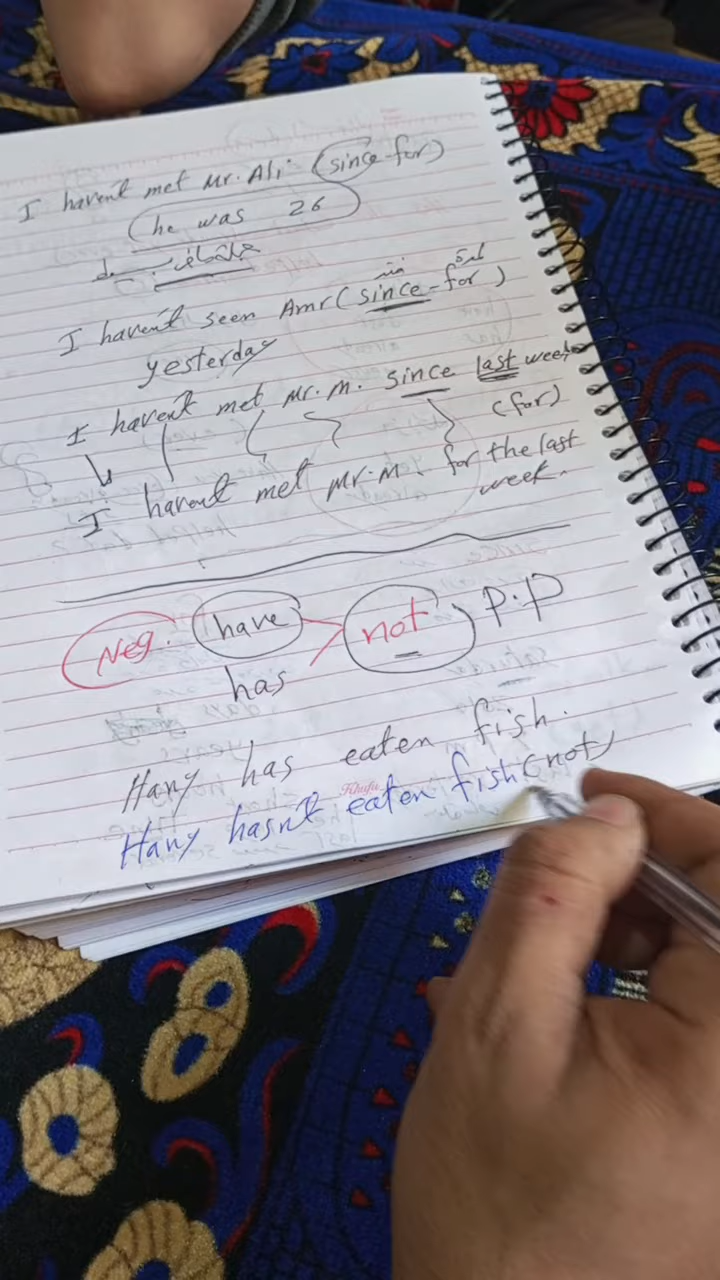 I haven't met Mr. Ali. (since-for)
he was 26
منذ لمدة
I haven't seen Amr (since-for)
yesterday
I haven't met Mr. M. since last week
(for)
I haven't met Mr. M. for the last
week.
Neg. have not, P.P
has
Hany has eaten fish.
Hany hasn't eaten fish (not)